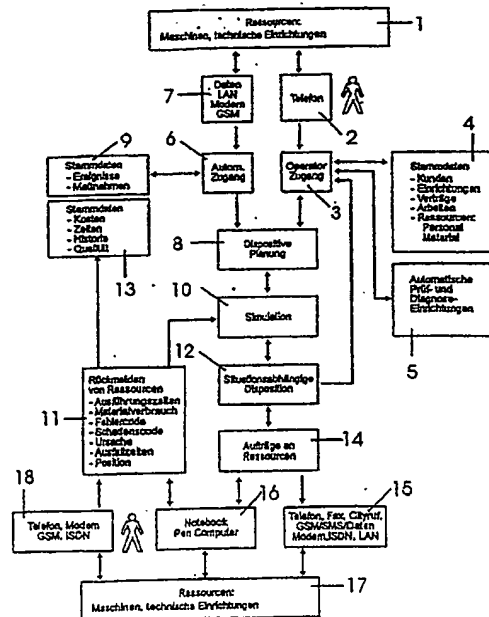 Ressourcen:
Maschinen, technische Einrichtungen
1
7
Daten
LAN
Modem
GSM
Telefon
2
4
9
6
Stammdaten
- Ereignisse
- Maßnahmen
Autom.
Zugang
Operator
Zugang
3
Stammdaten
- Kunden
- Einrichtungen
- Verträge
- Arbeiten
- Ressourcen:
Personal
Material
Stammdaten
- Kosten
- Zeiten
- Historie
- Qualität
13
8
Dispositive
Planung
Automatische
Prüf- und
Diagnose-
Einrichtungen
5
10
Simulation
12
Situationsabhängige
Disposition
11
Rückmelden
von Ressourcen
- Ausführungszeiten
- Materialverbrauch
- Fehlercode
- Schadenscode
- Ursache
- Ausfallzeiten
- Position
Aufträge an
Ressourcen
14
18
16
15
Telefon, Modem
GSM, ISDN
Notebook
Pen Computer
Telefon, Fax, Cityruf,
GSM/SMS/Daten
Modem, ISDN, LAN
Ressourcen:
Maschinen, technische Einrichtungen
17